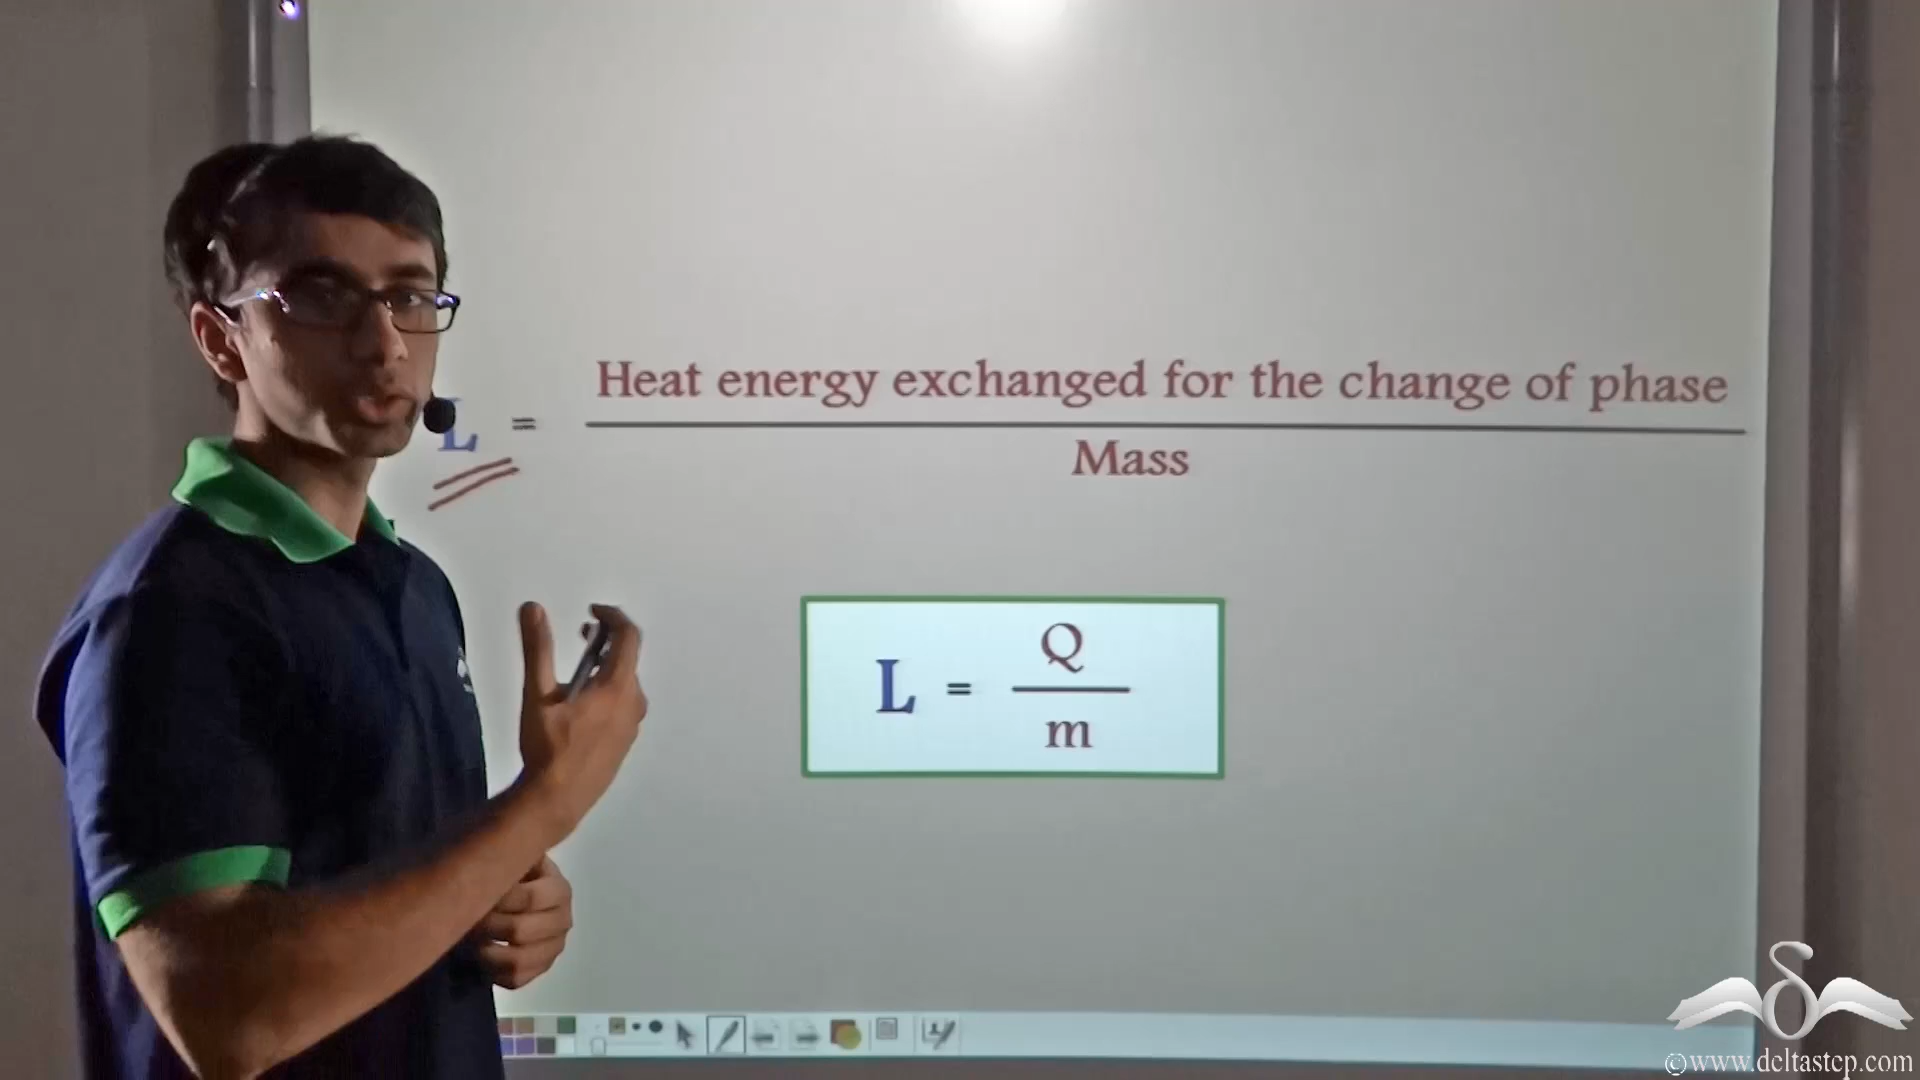 L = Heat energy exchanged for the change of phase
Mass
L = Q
m
©www.deltastep.com